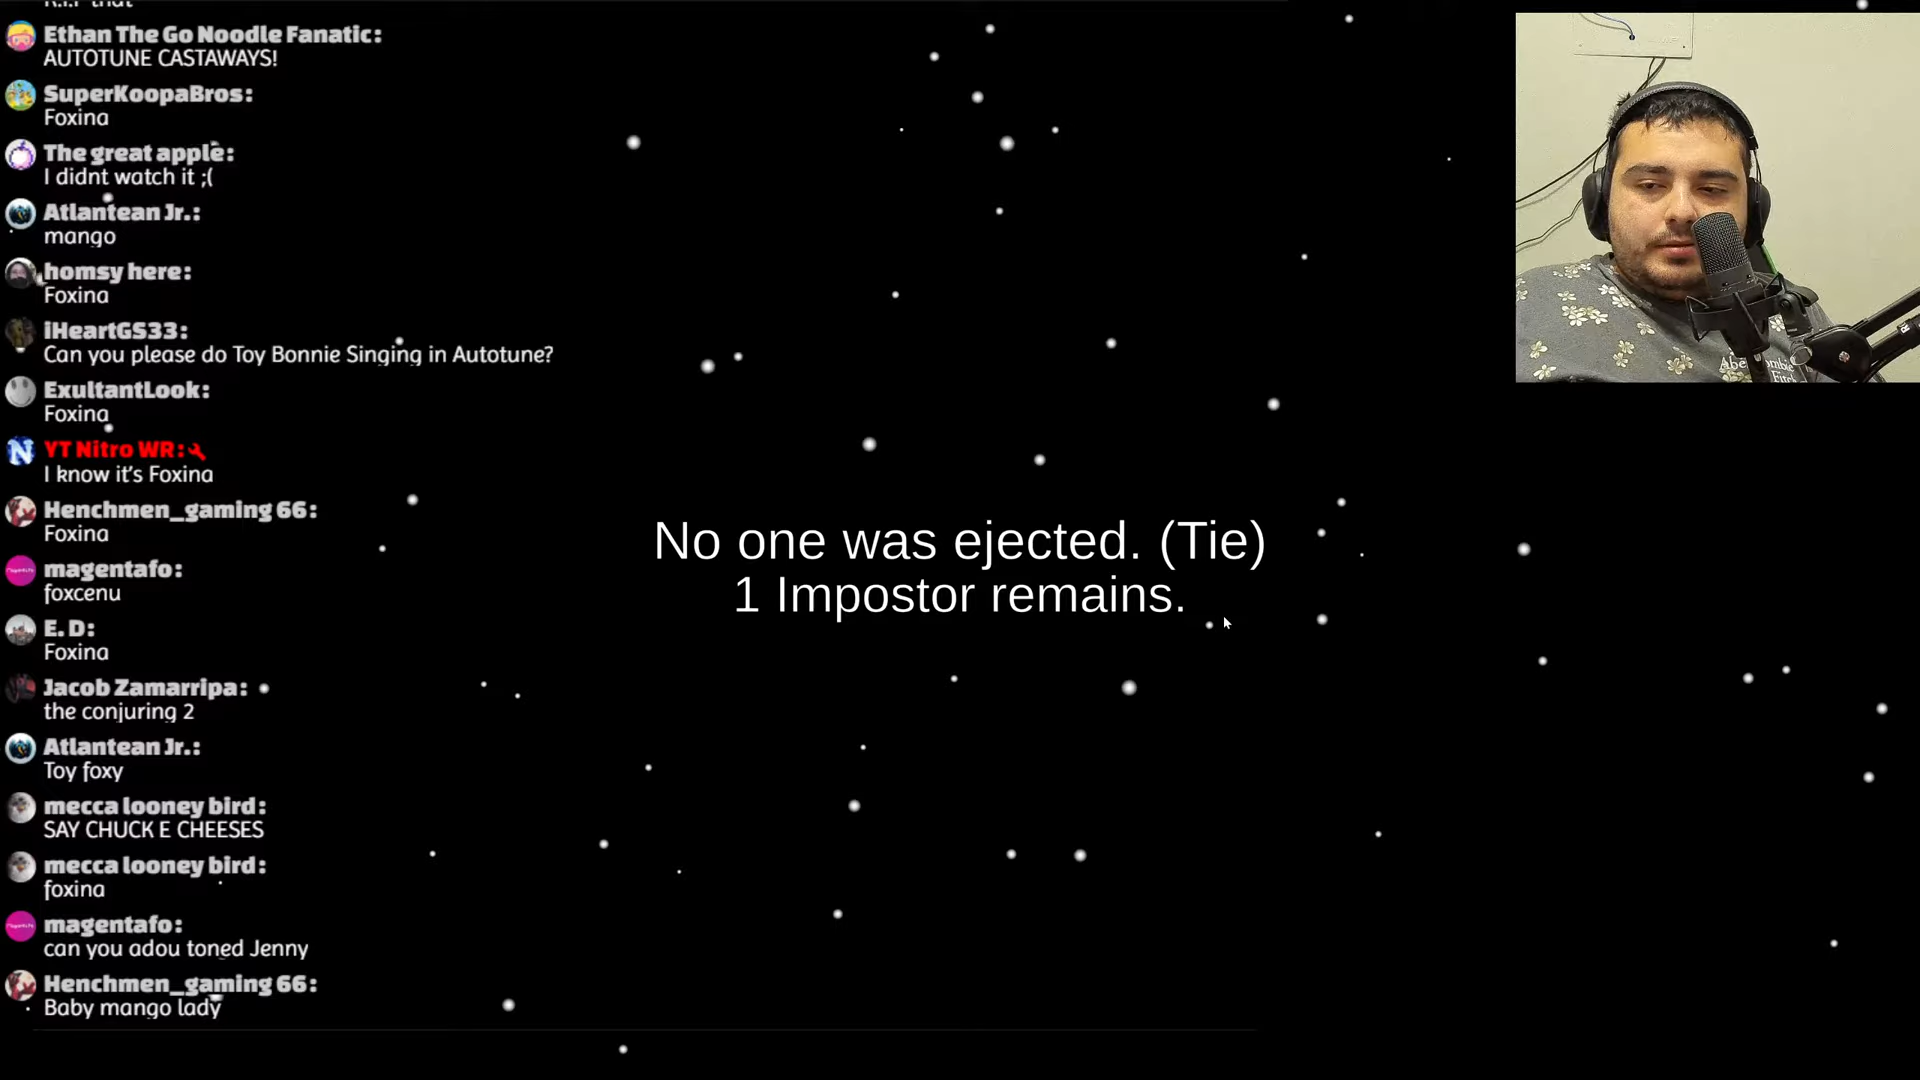 R.I.P that
Ethan The Go Noodle Fanatic:
AUTOTUNE CASTAWAYS!
SuperKoopaBros:
Foxina
The great apple:
I didnt watch it ;(
Atlantean Jr.:
mango
homsy here:
Foxina
iHeartGS33:
Can you please do Toy Bonnie Singing in Autotune?
ExultantLook:
Foxina
YT Nitro WR:
I know it's Foxina
Henchmen_gaming 66:
Foxina
magentafo:
foxcenu
E. D:
Foxina
Jacob Zamarripa:
the conjuring 2
Atlantean Jr.:
Toy foxy
mecca looney bird:
SAY CHUCK E CHEESES
mecca looney bird:
foxina
magentafo:
can you adou toned Jenny
Henchmen_gaming 66:
Baby mango lady
No one was ejected. (Tie)
1 Impostor remains.